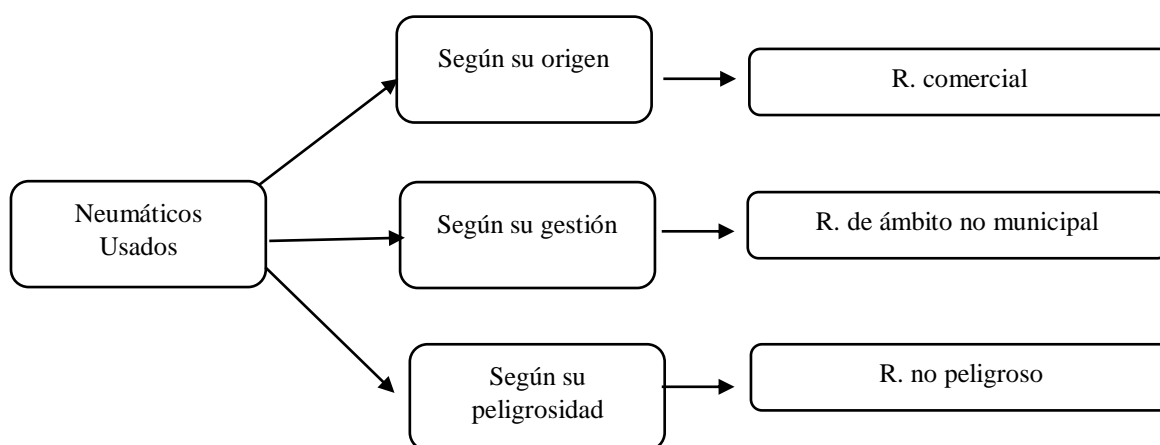 Según su origen
R. comercial
Neumáticos
Usados
Según su gestión
R. de ámbito no municipal
Según su
peligrosidad
R. no peligroso